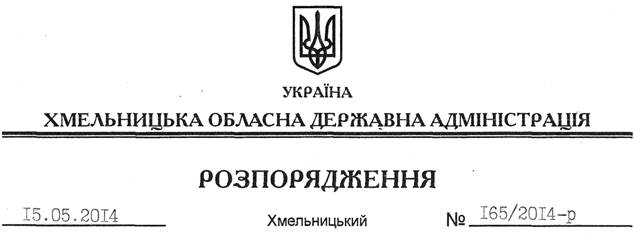 УКРАЇНА
ХМЕЛЬНИЦЬКА ОБЛАСНА ДЕРЖАВНА АДМІНІСТРАЦІЯ
РОЗПОРЯДЖЕННЯ
15.05.2014 Хмельницький № 165/2014-р